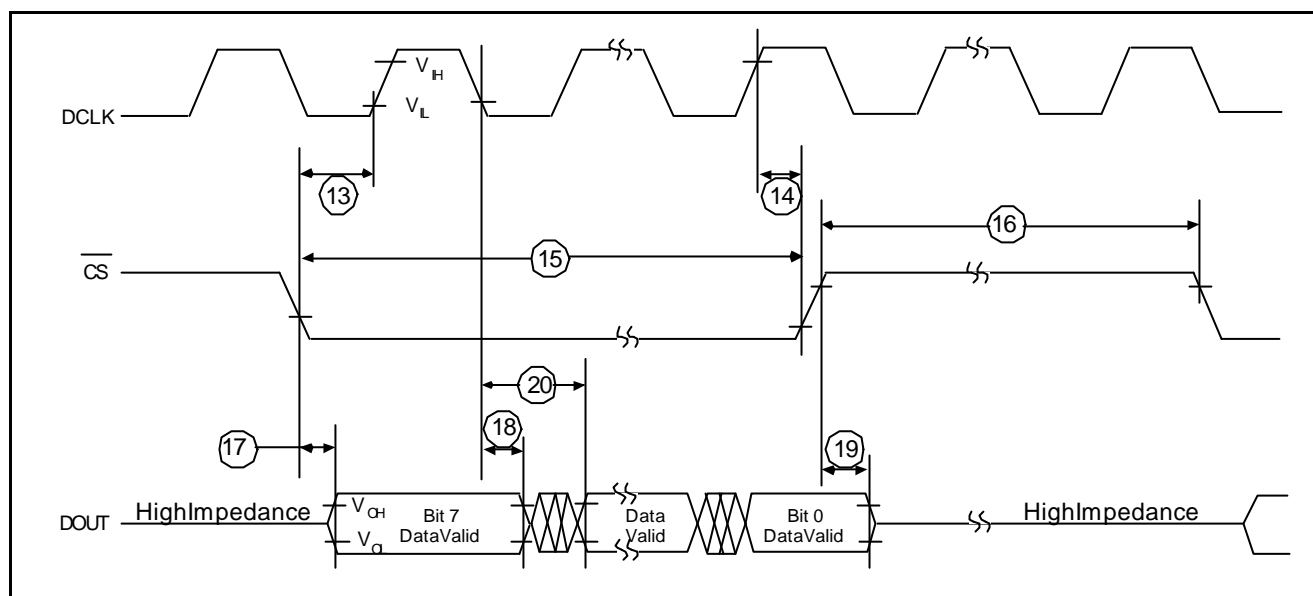 V_IH
V_IL
DCLK
13
14
16
15
CS
20
18
17
19
HighImpedance
V_OH
Bit 7
Data
Bit 0
HighImpedance
DOUT
V_OL
DataValid
Valid
DataValid